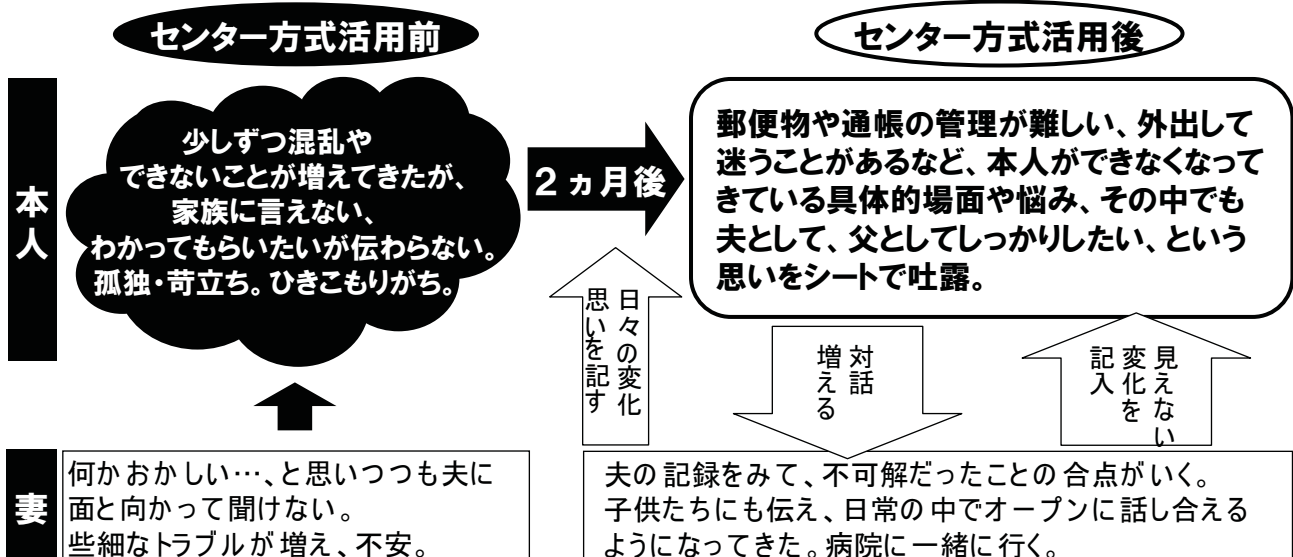 センター方式活用前
センター方式活用後
本人
少しずつ混乱や
できないことが増えてきたが、
家族に言えない、
わかってもらいたいが伝わらない。
孤独・苛立ち。ひきこもりがち。
2ヵ月後
郵便物や通帳の管理が難しい、外出して
迷うことがあるなど、本人ができなくなって
きている具体的場面や悩み、その中でも
夫として、父としてしっかりしたい、という
思いをシートで吐露。
日々の変化
思いを記す
対話
増える
見えない
変化を
記入
妻
何かおかしい…、と思いつつも夫に
面と向かって聞けない。
些細なトラブルが増え、不安。
夫の記録をみて、不可解だったことの合点がいく。
子供たちにも伝え、日常の中でオープンに話し合える
ようになってきた。病院に一緒に行く。